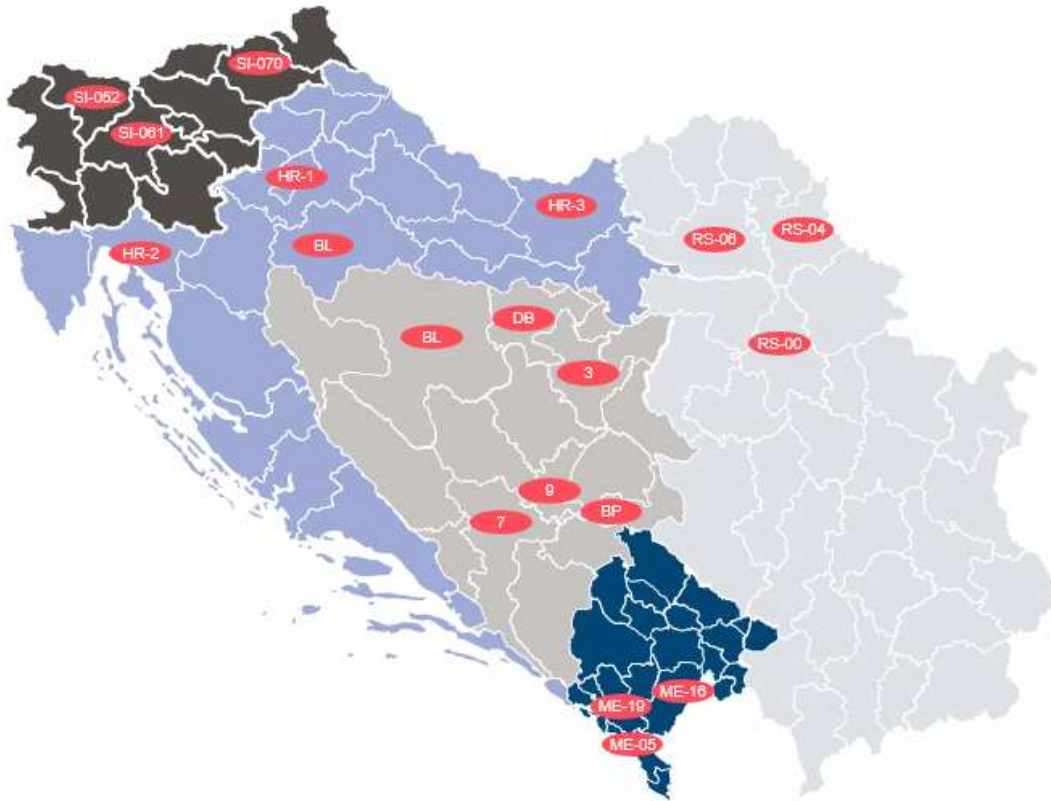 SI-070
SI-052
SI-061
HR-1
HR-3
RS-04
RS-06
BL
HR-2
DB
BL
RS-00
3
9
BP
7
ME-16
ME-19
ME-05